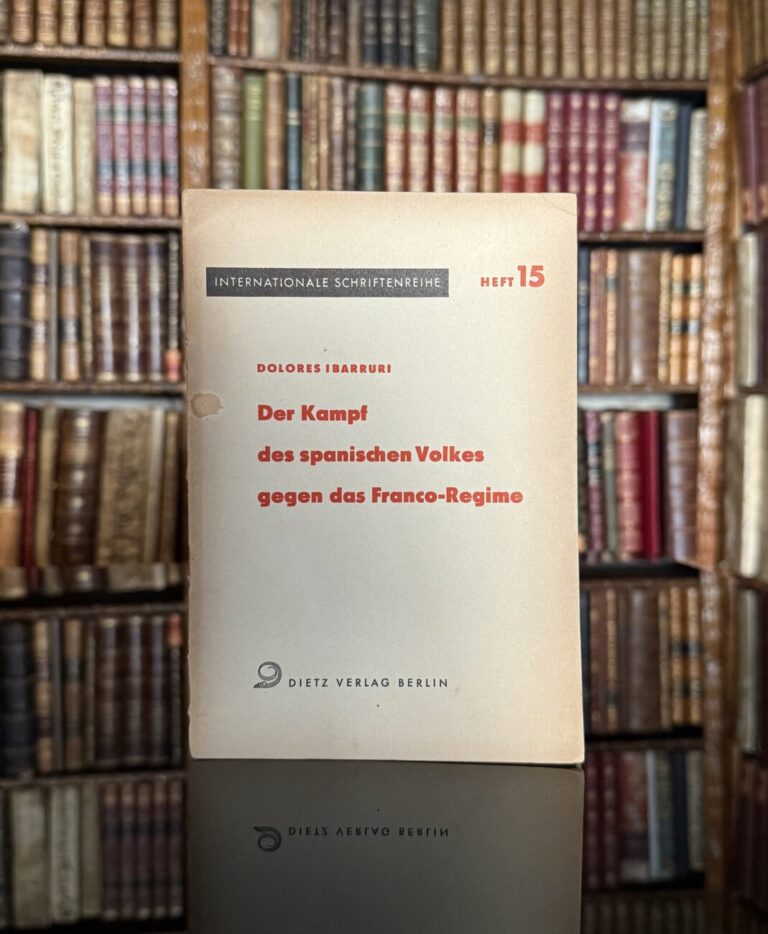 INTERNATIONALE SCHRIFTENREIHE HEFT 15
DOLORES IBARRURI
Der Kampf
des spanischen Volkes
gegen das Franco-Regime
DIETZ VERLAG BERLIN